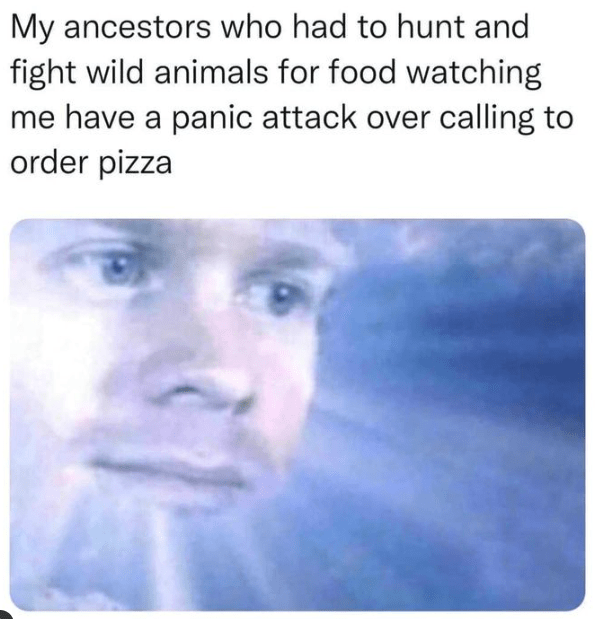 My ancestors who had to hunt and
fight wild animals for food watching
me have a panic attack over calling to
order pizza